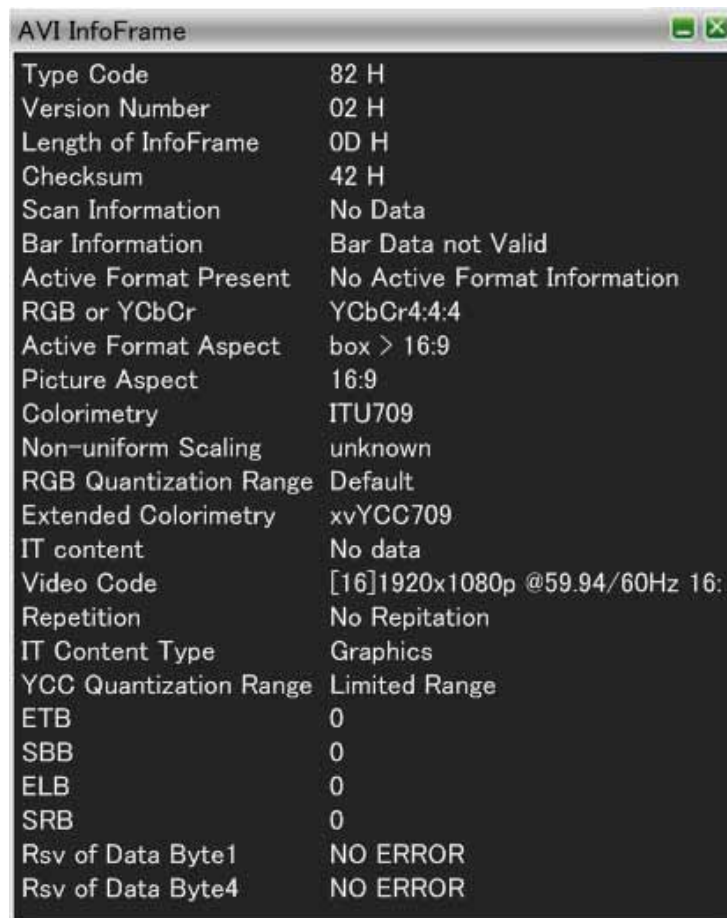 AVI InfoFrame
Type Code 82 H
Version Number 02 H
Length of InfoFrame 0D H
Checksum 42 H
Scan Information No Data
Bar Information Bar Data not Valid
Active Format Present No Active Format Information
RGB or YCbCr YCbCr4:4:4
Active Format Aspect box > 16:9
Picture Aspect 16:9
Colorimetry ITU709
Non-uniform Scaling unknown
RGB Quantization Range Default
Extended Colorimetry xvYCC709
IT content No data
Video Code [16]1920x1080p @59.94/60Hz 16:
Repetition No Repitation
IT Content Type Graphics
YCC Quantization Range Limited Range
ETB 0
SBB 0
ELB 0
SRB 0
Rsv of Data Byte1 NO ERROR
Rsv of Data Byte4 NO ERROR